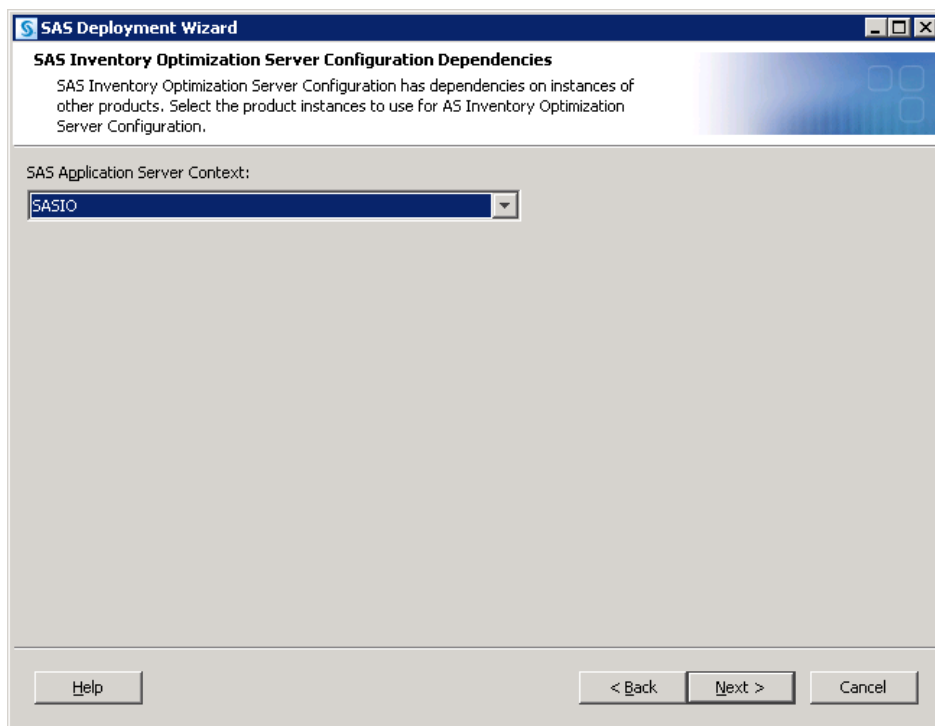 SAS Deployment Wizard
SAS Inventory Optimization Server Configuration Dependencies
SAS Inventory Optimization Server Configuration has dependencies on instances of
other products. Select the product instances to use for AS Inventory Optimization
Server Configuration.
SAS Application Server Context:
SASIO
Help
< Back
Next >
Cancel